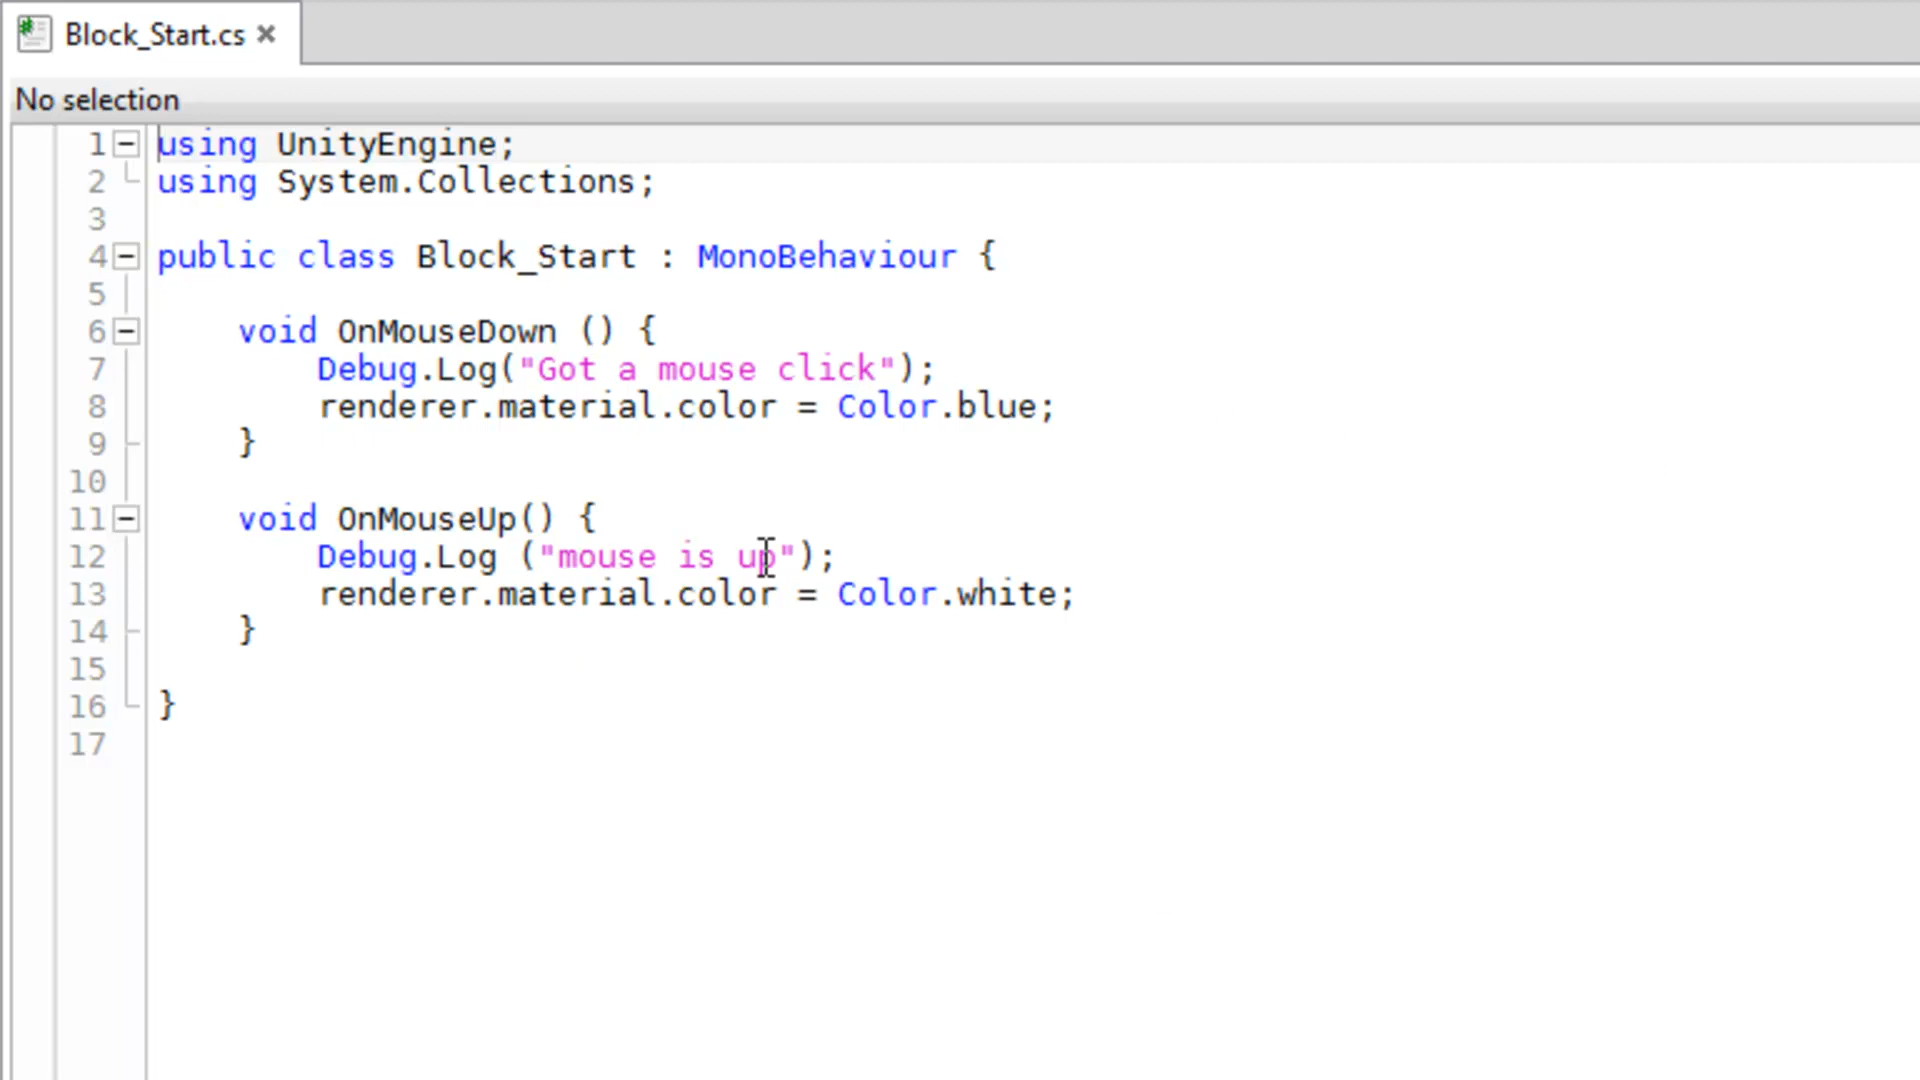 Block_Start.cs
No selection
1 using UnityEngine;
2 using System.Collections;
3
4 public class Block_Start : MonoBehaviour {
5
6     void OnMouseDown () {
7         Debug.Log("Got a mouse click");
8         renderer.material.color = Color.blue;
9     }
10
11     void OnMouseUp() {
12         Debug.Log ("mouse is up");
13         renderer.material.color = Color.white;
14     }
15
16 }
17